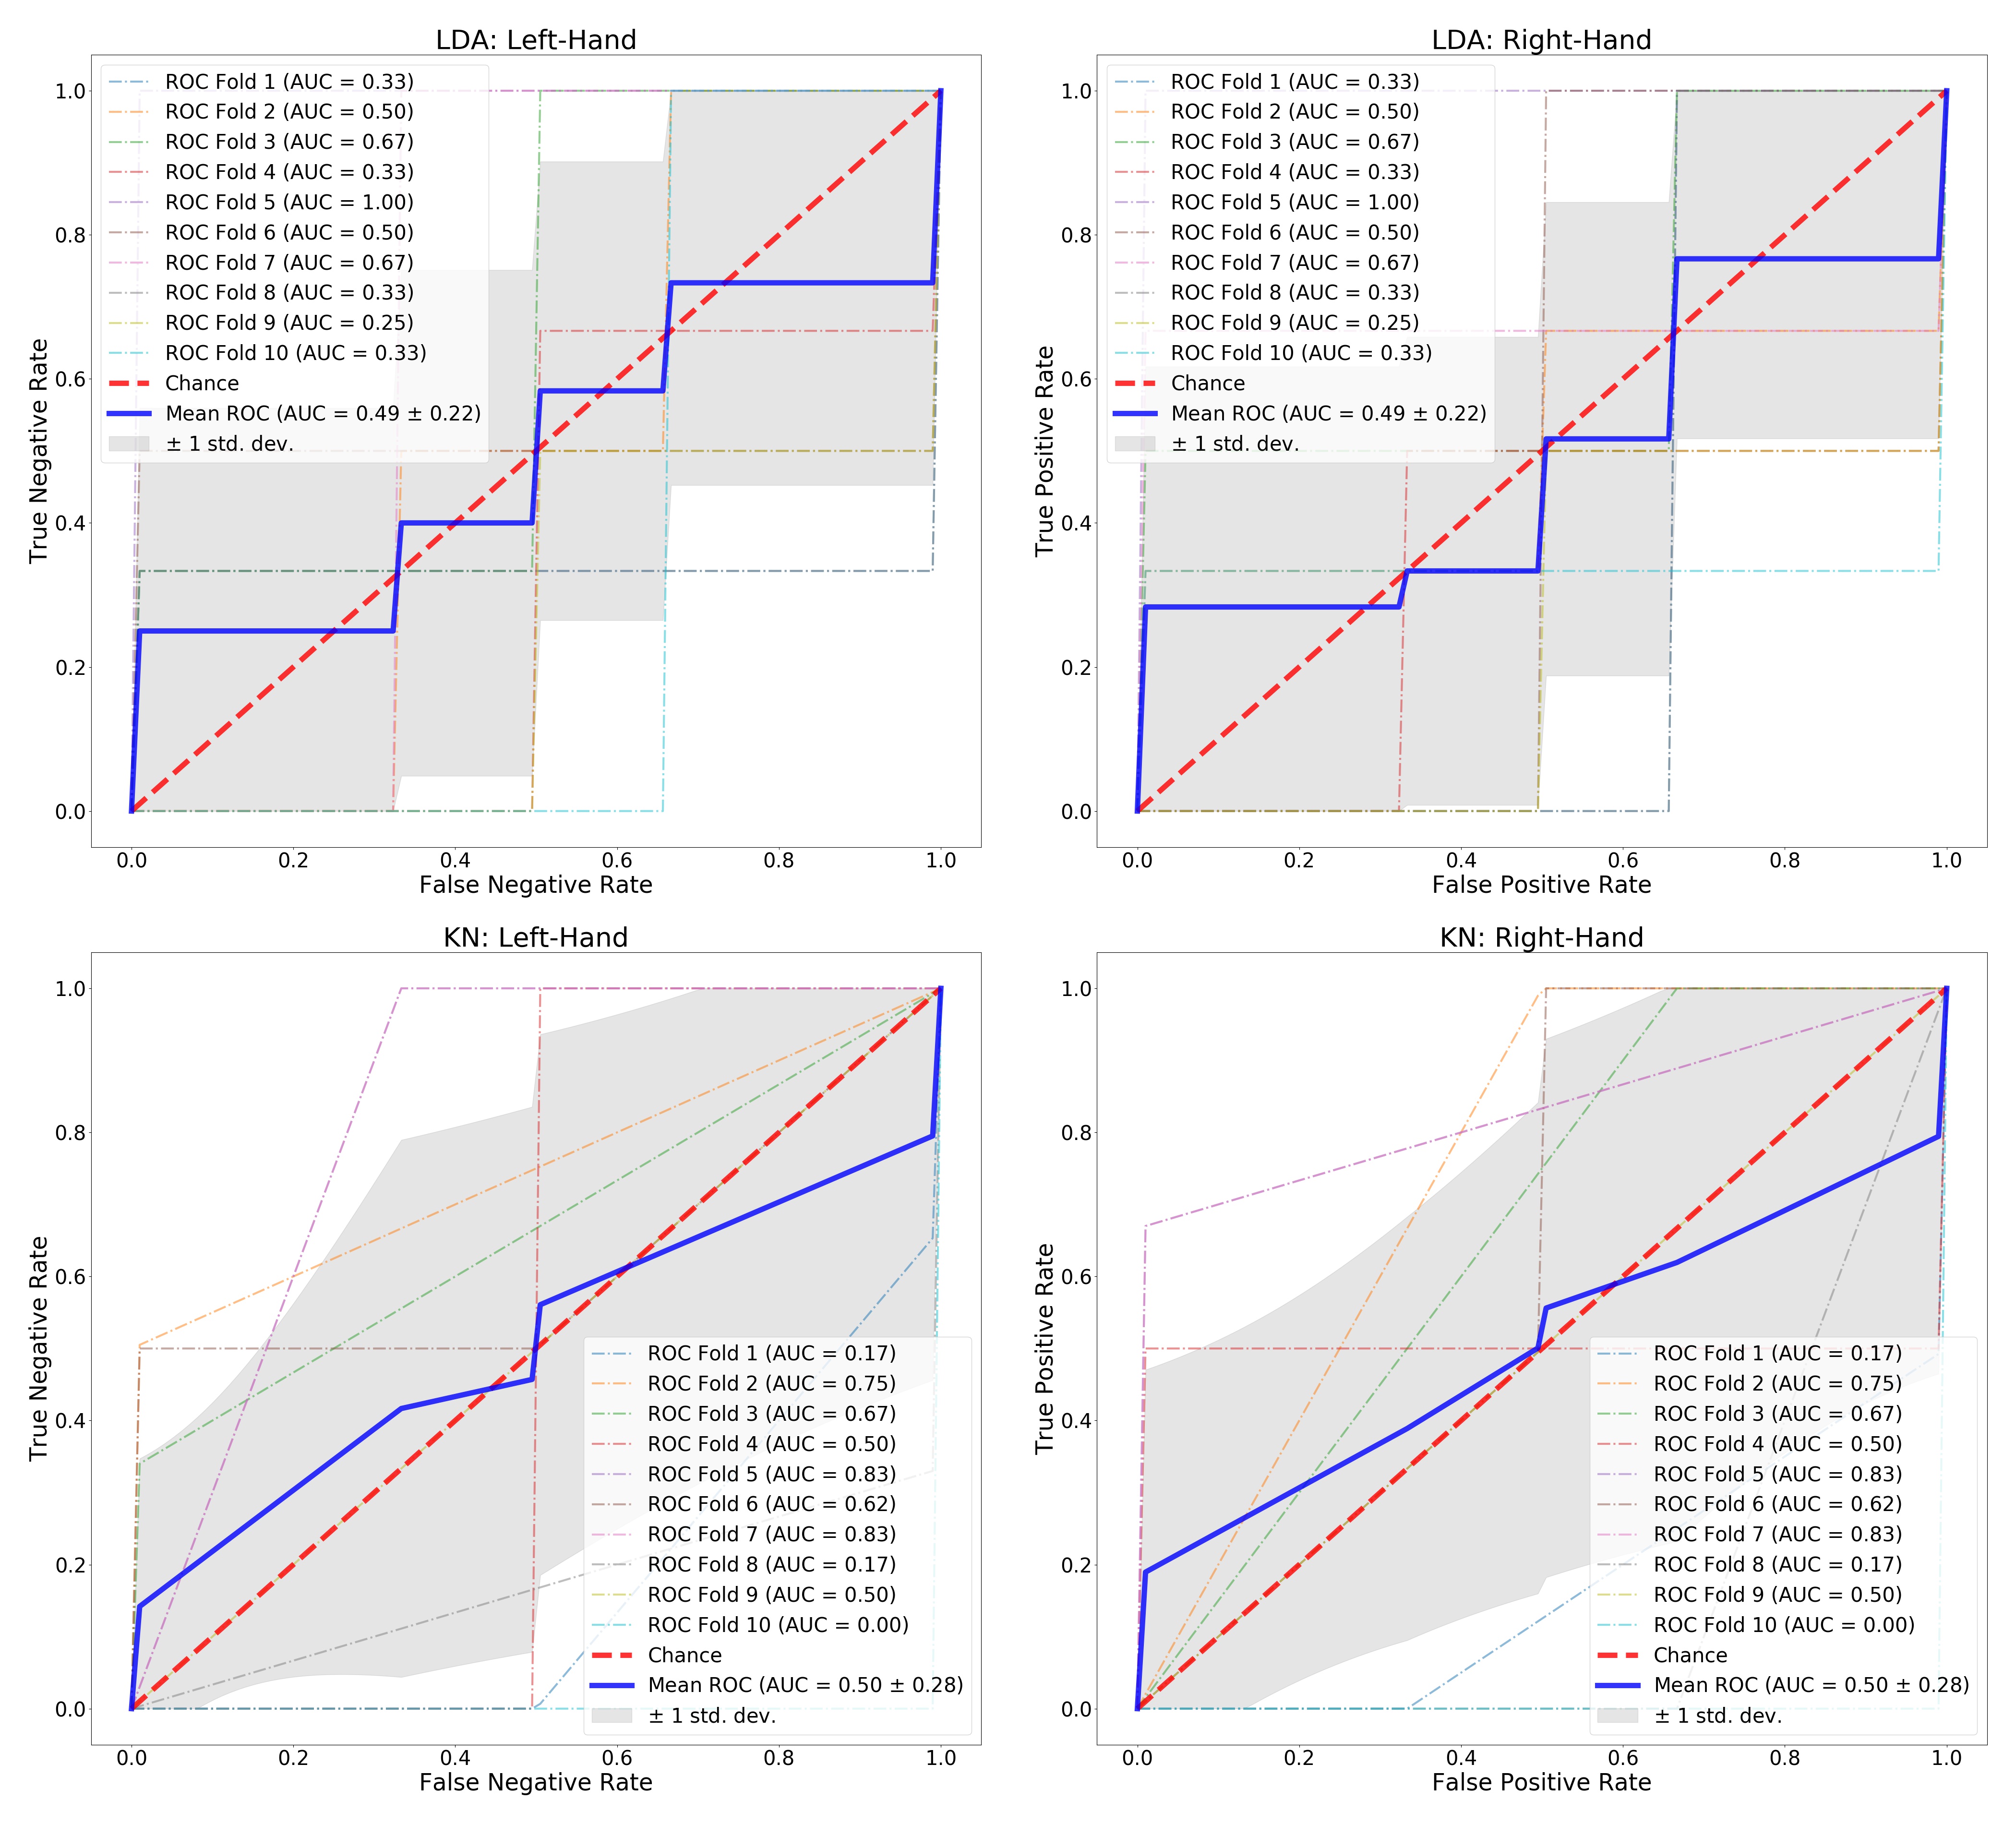 LDA: Left-Hand
True Negative Rate
1.0
0.8
0.6
0.4
0.2
0.0
ROC Fold 1 (AUC = 0.33)
ROC Fold 2 (AUC = 0.50)
ROC Fold 3 (AUC = 0.67)
ROC Fold 4 (AUC = 0.33)
ROC Fold 5 (AUC = 1.00)
ROC Fold 6 (AUC = 0.50)
ROC Fold 7 (AUC = 0.67)
ROC Fold 8 (AUC = 0.33)
ROC Fold 9 (AUC = 0.25)
ROC Fold 10 (AUC = 0.33)
Chance
Mean ROC (AUC = 0.49 ± 0.22)
± 1 std. dev.
0.0 0.2 0.4 0.6 0.8 1.0
False Negative Rate
LDA: Right-Hand
True Positive Rate
1.0
0.8
0.6
0.4
0.2
0.0
ROC Fold 1 (AUC = 0.33)
ROC Fold 2 (AUC = 0.50)
ROC Fold 3 (AUC = 0.67)
ROC Fold 4 (AUC = 0.33)
ROC Fold 5 (AUC = 1.00)
ROC Fold 6 (AUC = 0.50)
ROC Fold 7 (AUC = 0.67)
ROC Fold 8 (AUC = 0.33)
ROC Fold 9 (AUC = 0.25)
ROC Fold 10 (AUC = 0.33)
Chance
Mean ROC (AUC = 0.49 ± 0.22)
± 1 std. dev.
0.0 0.2 0.4 0.6 0.8 1.0
False Positive Rate
KN: Left-Hand
True Negative Rate
1.0
0.8
0.6
0.4
0.2
0.0
ROC Fold 1 (AUC = 0.17)
ROC Fold 2 (AUC = 0.75)
ROC Fold 3 (AUC = 0.67)
ROC Fold 4 (AUC = 0.50)
ROC Fold 5 (AUC = 0.83)
ROC Fold 6 (AUC = 0.62)
ROC Fold 7 (AUC = 0.83)
ROC Fold 8 (AUC = 0.17)
ROC Fold 9 (AUC = 0.50)
ROC Fold 10 (AUC = 0.00)
Chance
Mean ROC (AUC = 0.50 ± 0.28)
± 1 std. dev.
0.0 0.2 0.4 0.6 0.8 1.0
False Negative Rate
KN: Right-Hand
True Positive Rate
1.0
0.8
0.6
0.4
0.2
0.0
ROC Fold 1 (AUC = 0.17)
ROC Fold 2 (AUC = 0.75)
ROC Fold 3 (AUC = 0.67)
ROC Fold 4 (AUC = 0.50)
ROC Fold 5 (AUC = 0.83)
ROC Fold 6 (AUC = 0.62)
ROC Fold 7 (AUC = 0.83)
ROC Fold 8 (AUC = 0.17)
ROC Fold 9 (AUC = 0.50)
ROC Fold 10 (AUC = 0.00)
Chance
Mean ROC (AUC = 0.50 ± 0.28)
± 1 std. dev.
0.0 0.2 0.4 0.6 0.8 1.0
False Positive Rate